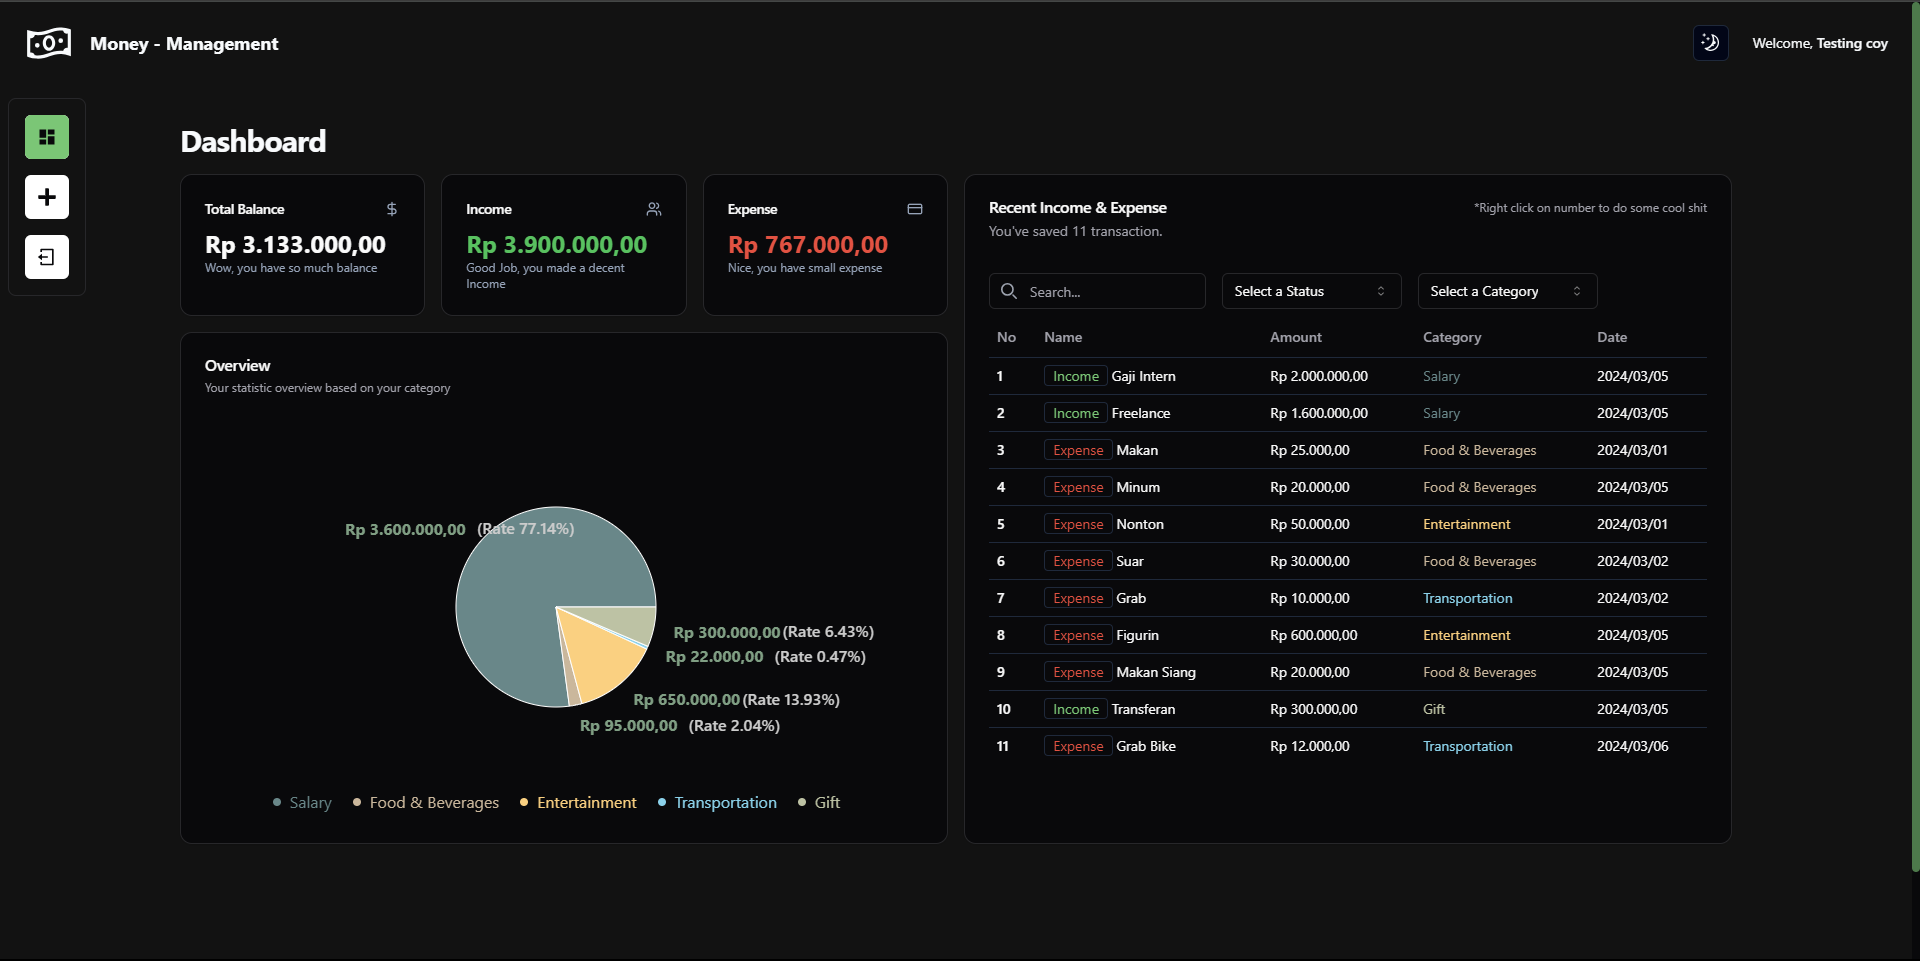 Money - Management
Welcome, Testing coy
Dashboard
Total Balance
$
Rp 3.133.000,00
Wow, you have so much balance
Income
Rp 3.900.000,00
Good Job, you made a decent
Income
Expense
Rp 767.000,00
Nice, you have small expense
Overview
Your statistic overview based on your category
Rp 3.600.000,00 (Rate 77.14%)
Rp 300.000,00 (Rate 6.43%)
Rp 22.000,00 (Rate 0.47%)
Rp 650.000,00 (Rate 13.93%)
Rp 95.000,00 (Rate 2.04%)
Salary Food & Beverages Entertainment Transportation Gift
Recent Income & Expense
*Right click on number to do some cool shit
You've saved 11 transaction.
Search... Select a Status Select a Category
No Name Amount Category Date
1 Income Gaji Intern Rp 2.000.000,00 Salary 2024/03/05
2 Income Freelance Rp 1.600.000,00 Salary 2024/03/05
3 Expense Makan Rp 25.000,00 Food & Beverages 2024/03/01
4 Expense Minum Rp 20.000,00 Food & Beverages 2024/03/05
5 Expense Nonton Rp 50.000,00 Entertainment 2024/03/01
6 Expense Suar Rp 30.000,00 Food & Beverages 2024/03/02
7 Expense Grab Rp 10.000,00 Transportation 2024/03/02
8 Expense Figurin Rp 600.000,00 Entertainment 2024/03/05
9 Expense Makan Siang Rp 20.000,00 Food & Beverages 2024/03/05
10 Income Transferan Rp 300.000,00 Gift 2024/03/05
11 Expense Grab Bike Rp 12.000,00 Transportation 2024/03/06